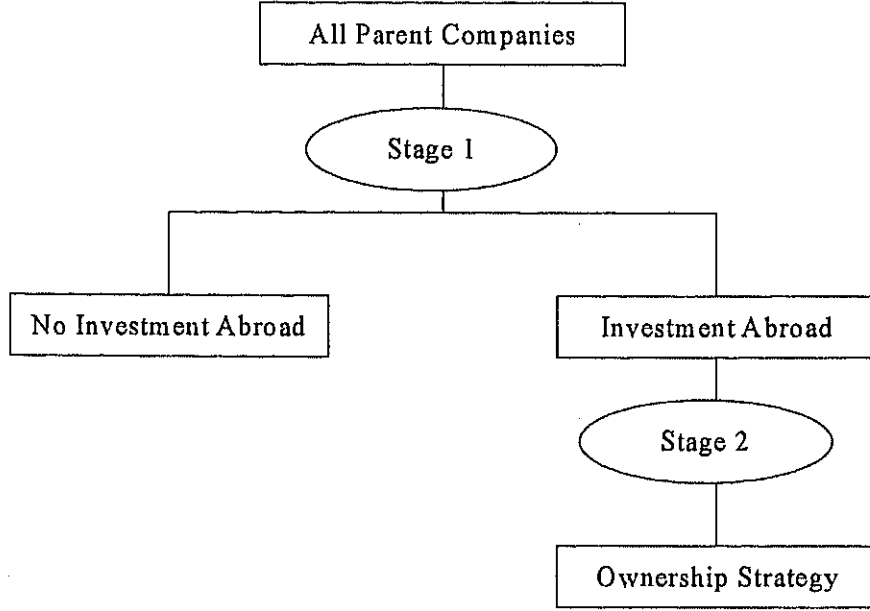 All Parent Companies
Stage 1
No Investment Abroad
Investment Abroad
Stage 2
Ownership Strategy